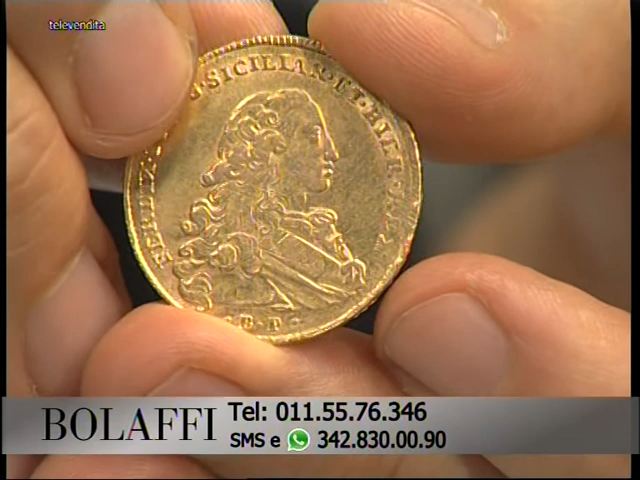 televendita
SICILIAR·ET·HIER·
BOLAFFI
Tel: 011.55.76.346
SMS e 342.830.00.90